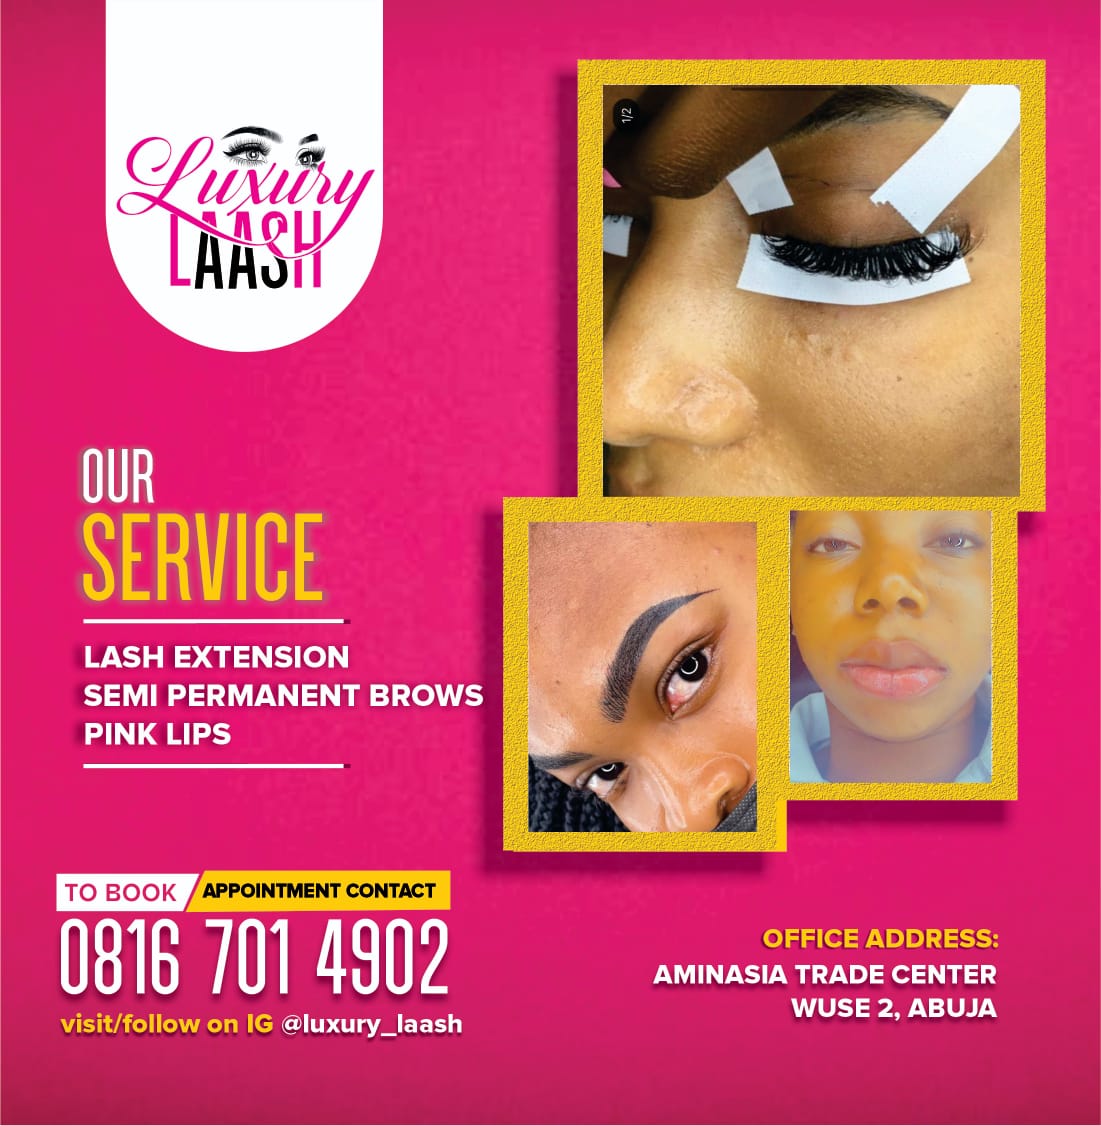 Luxury
LAASH
1/2
OUR
SERVICE
LASH EXTENSION
SEMI PERMANENT BROWS
PINK LIPS
TO BOOK APPOINTMENT CONTACT
0816 701 4902
visit/follow on IG @luxury_laash
OFFICE ADDRESS:
AMINASIA TRADE CENTER
WUSE 2, ABUJA